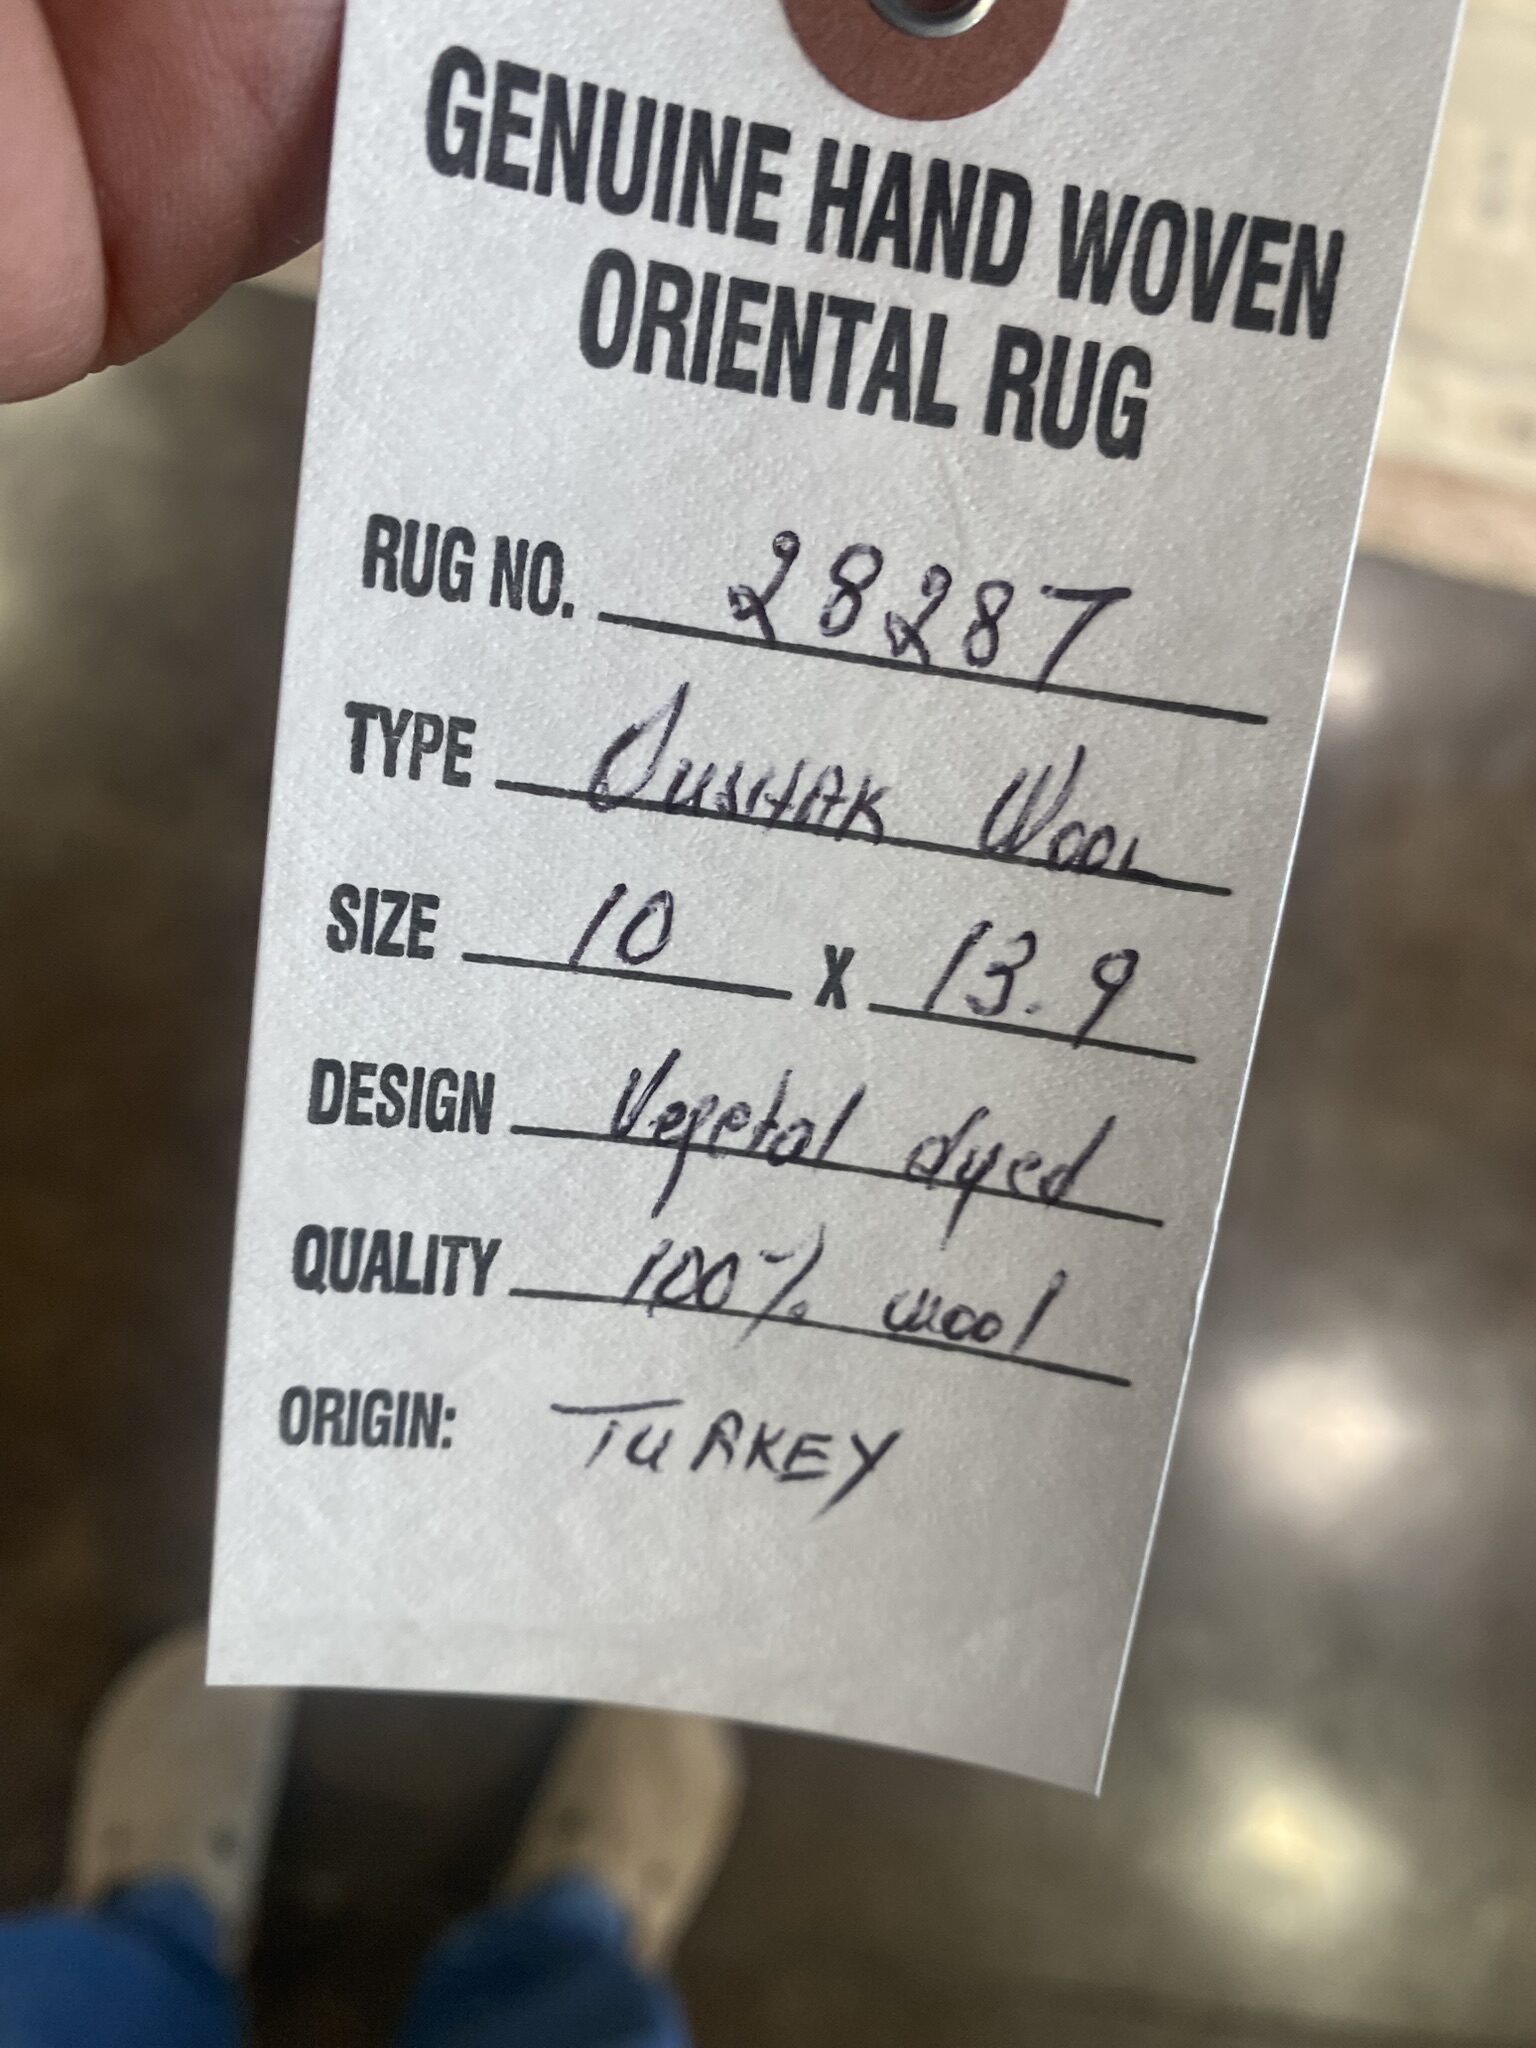 GENUINE HAND WOVEN
ORIENTAL RUG
RUG NO. 28287
TYPE OUSHAK WOOL
SIZE 10 X 13.9
DESIGN Vegetal dyed
QUALITY 100% wool
ORIGIN: TURKEY